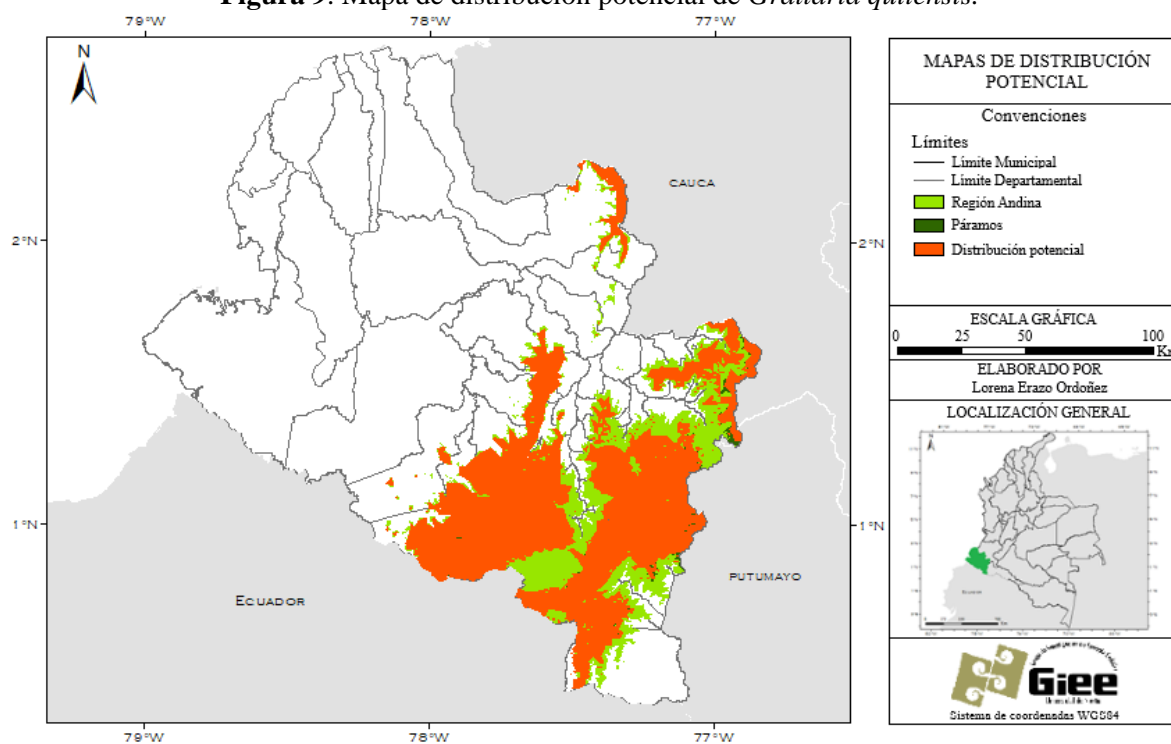 Figura 9. Mapa de distribución potencial de Grallaria quitensis.
79°W 78°W 77°W
N
CAUCA
2°N 2°N
1°N 1°N
ECUADOR
PUTUMAYO
79°W 78°W 77°W
MAPAS DE DISTRIBUCIÓN
POTENCIAL
Convenciones
Límites
Límite Municipal
Límite Departamental
Región Andina
Páramos
Distribución potencial
ESCALA GRÁFICA
0 25 50 100
Km
ELABORADO POR
Lorena Erazo Ordoñez
LOCALIZACIÓN GENERAL
Giee
Sistema de coordenadas WGS84